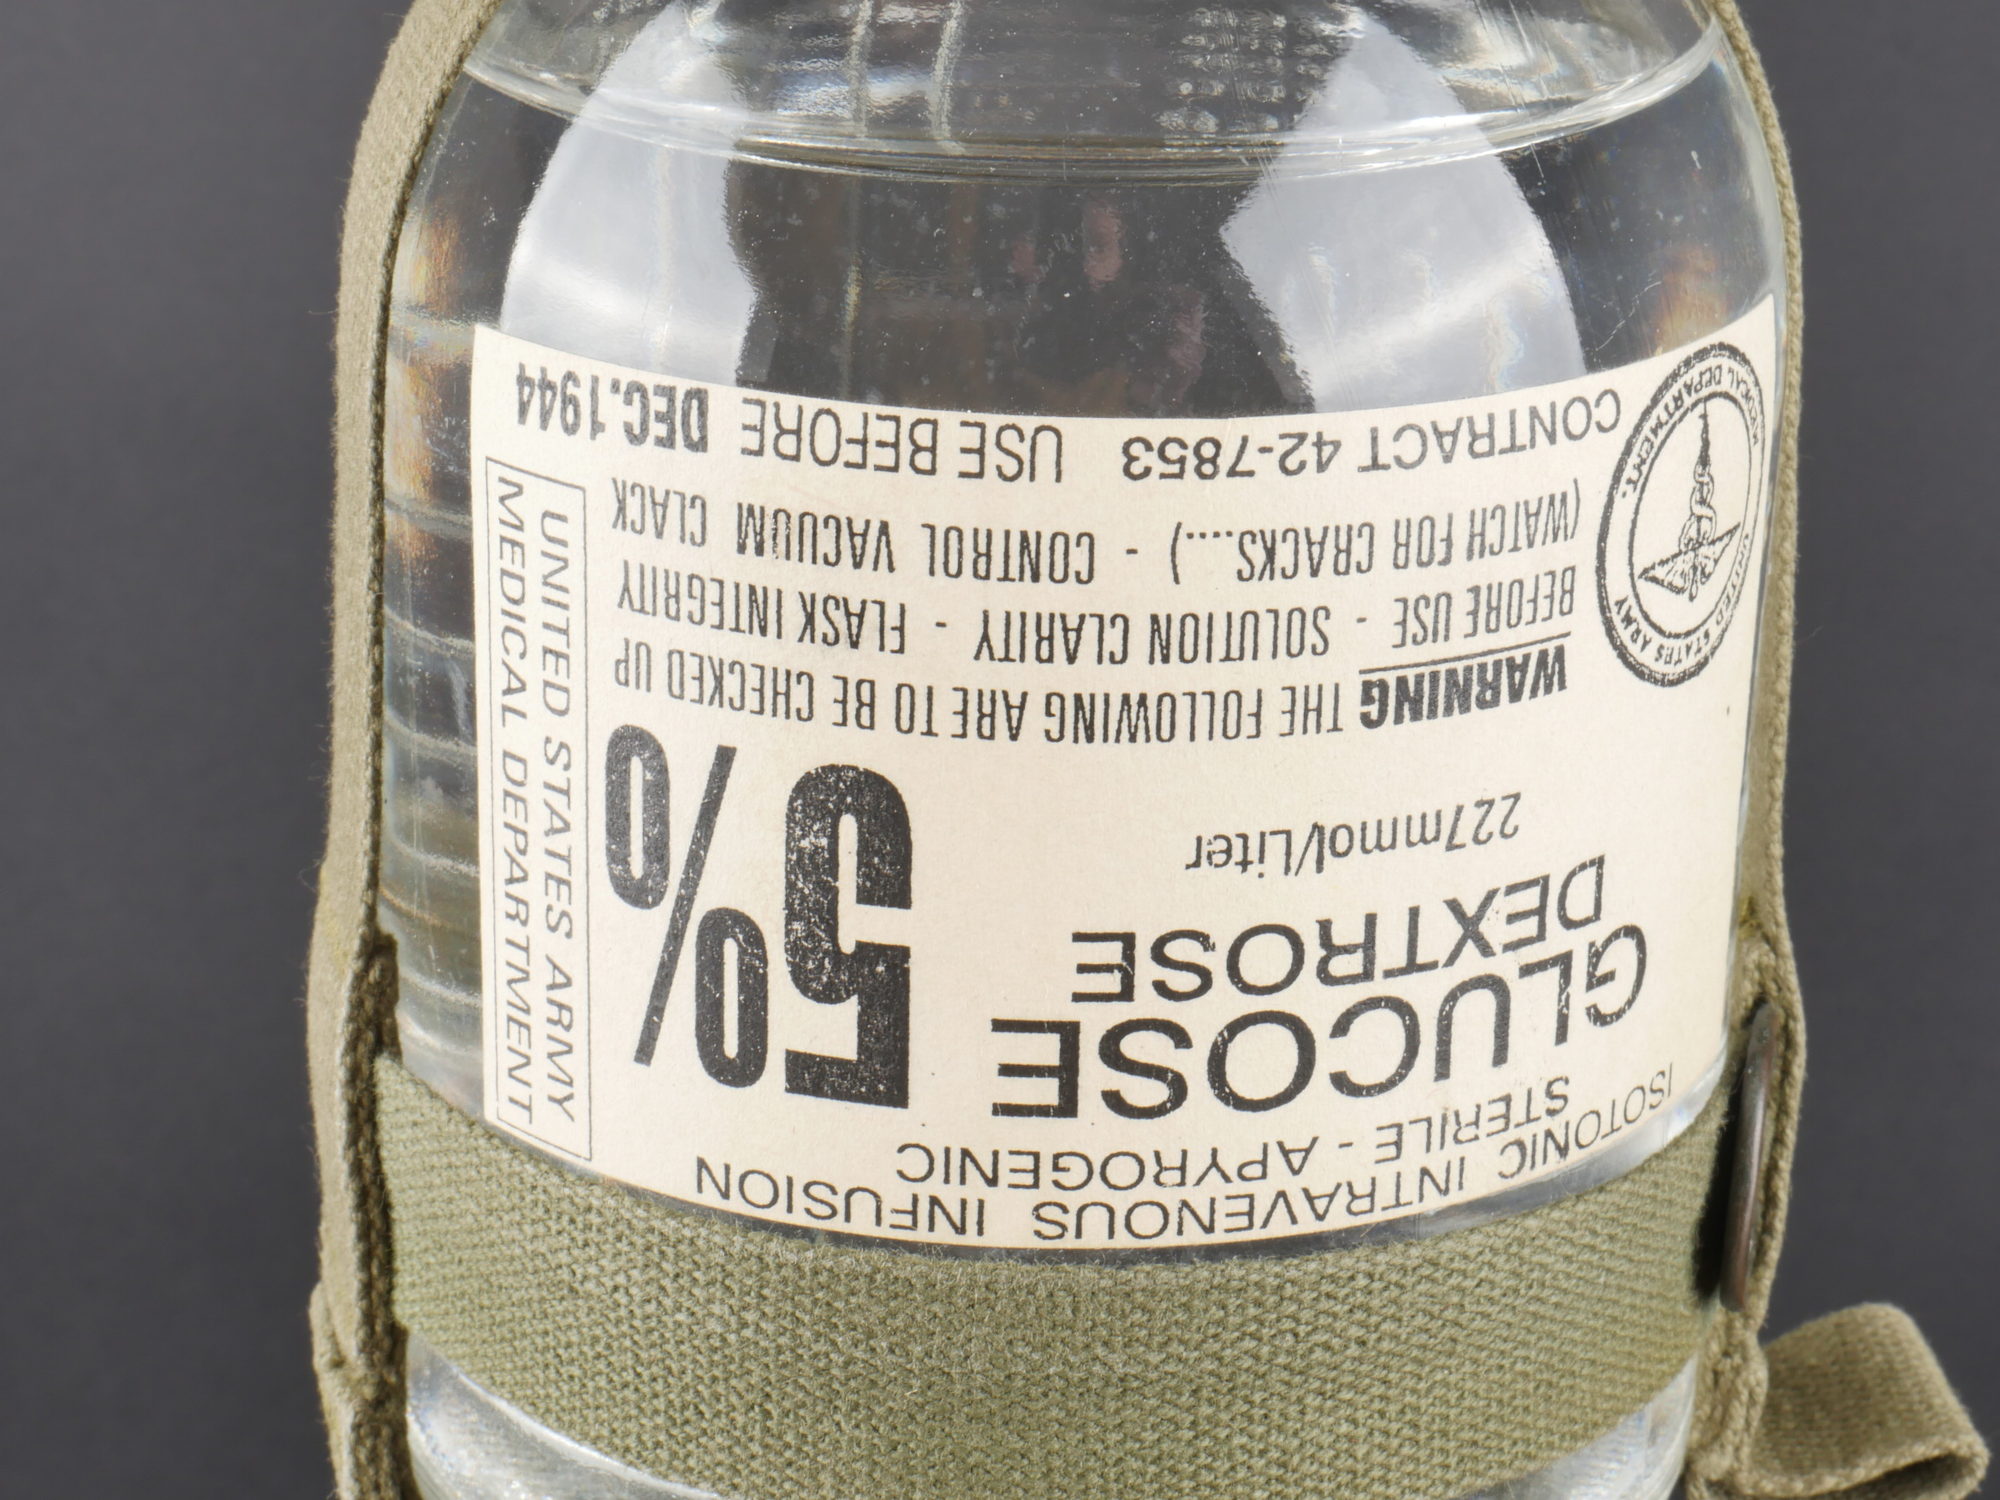 ISOTONIC INTRAVENOUS INFUSION
STERILE - APYROGENIC
GLUCOSE
DEXTROSE
5%
227mmol/Liter
WARNING THE FOLLOWING ARE TO BE CHECKED UP
BEFORE USE - SOLUTION CLARITY - FLASK INTEGRITY
(WATCH FOR CRACKS....) - CONTROL VACUUM CLACK
CONTRACT 42-7853 USE BEFORE DEC.1944
UNITED STATES ARMY
MEDICAL DEPARTMENT
MEDICAL DEPARTMENT.
UNITED STATES ARMY